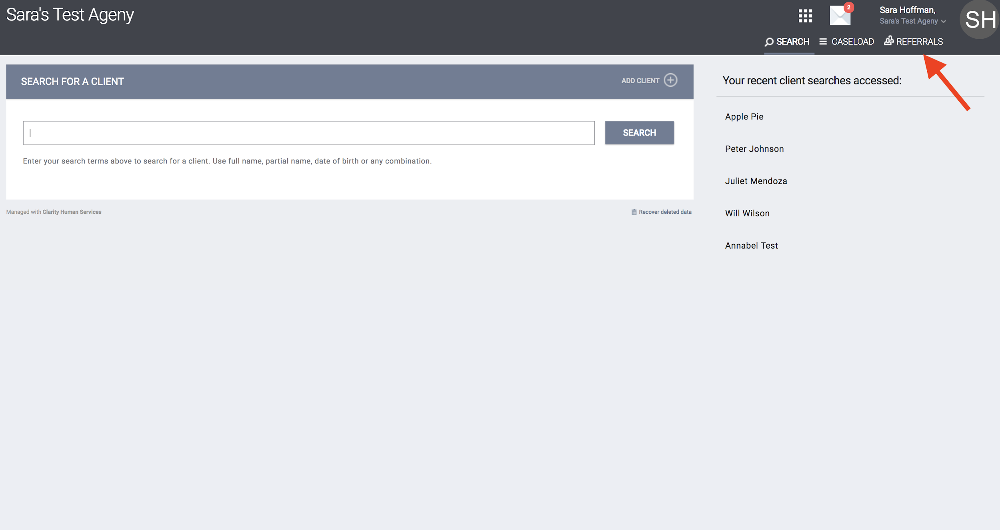 Sara's Test Ageny
2
Sara Hoffman,
Sara's Test Ageny
SH
SEARCH
CASELOAD
REFERRALS
SEARCH FOR A CLIENT
ADD CLIENT
SEARCH
Enter your search terms above to search for a client. Use full name, partial name, date of birth or any combination.
Managed with Clarity Human Services
Recover deleted data
Your recent client searches accessed:
Apple Pie
Peter Johnson
Juliet Mendoza
Will Wilson
Annabel Test